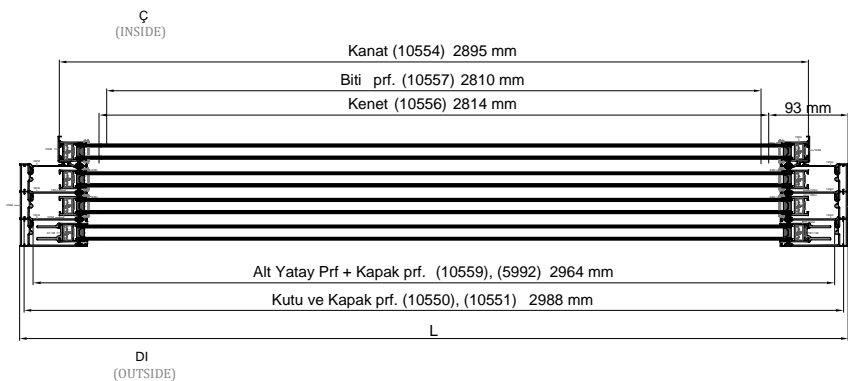 Ç
(INSIDE)
Kanat (10554) 2895 mm
Biti prf. (10557) 2810 mm
Kenet (10556) 2814 mm
93 mm
Alt Yatay Prf + Kapak prf. (10559), (5992) 2964 mm
Kutu ve Kapak prf. (10550), (10551) 2988 mm
L
DI
(OUTSIDE)